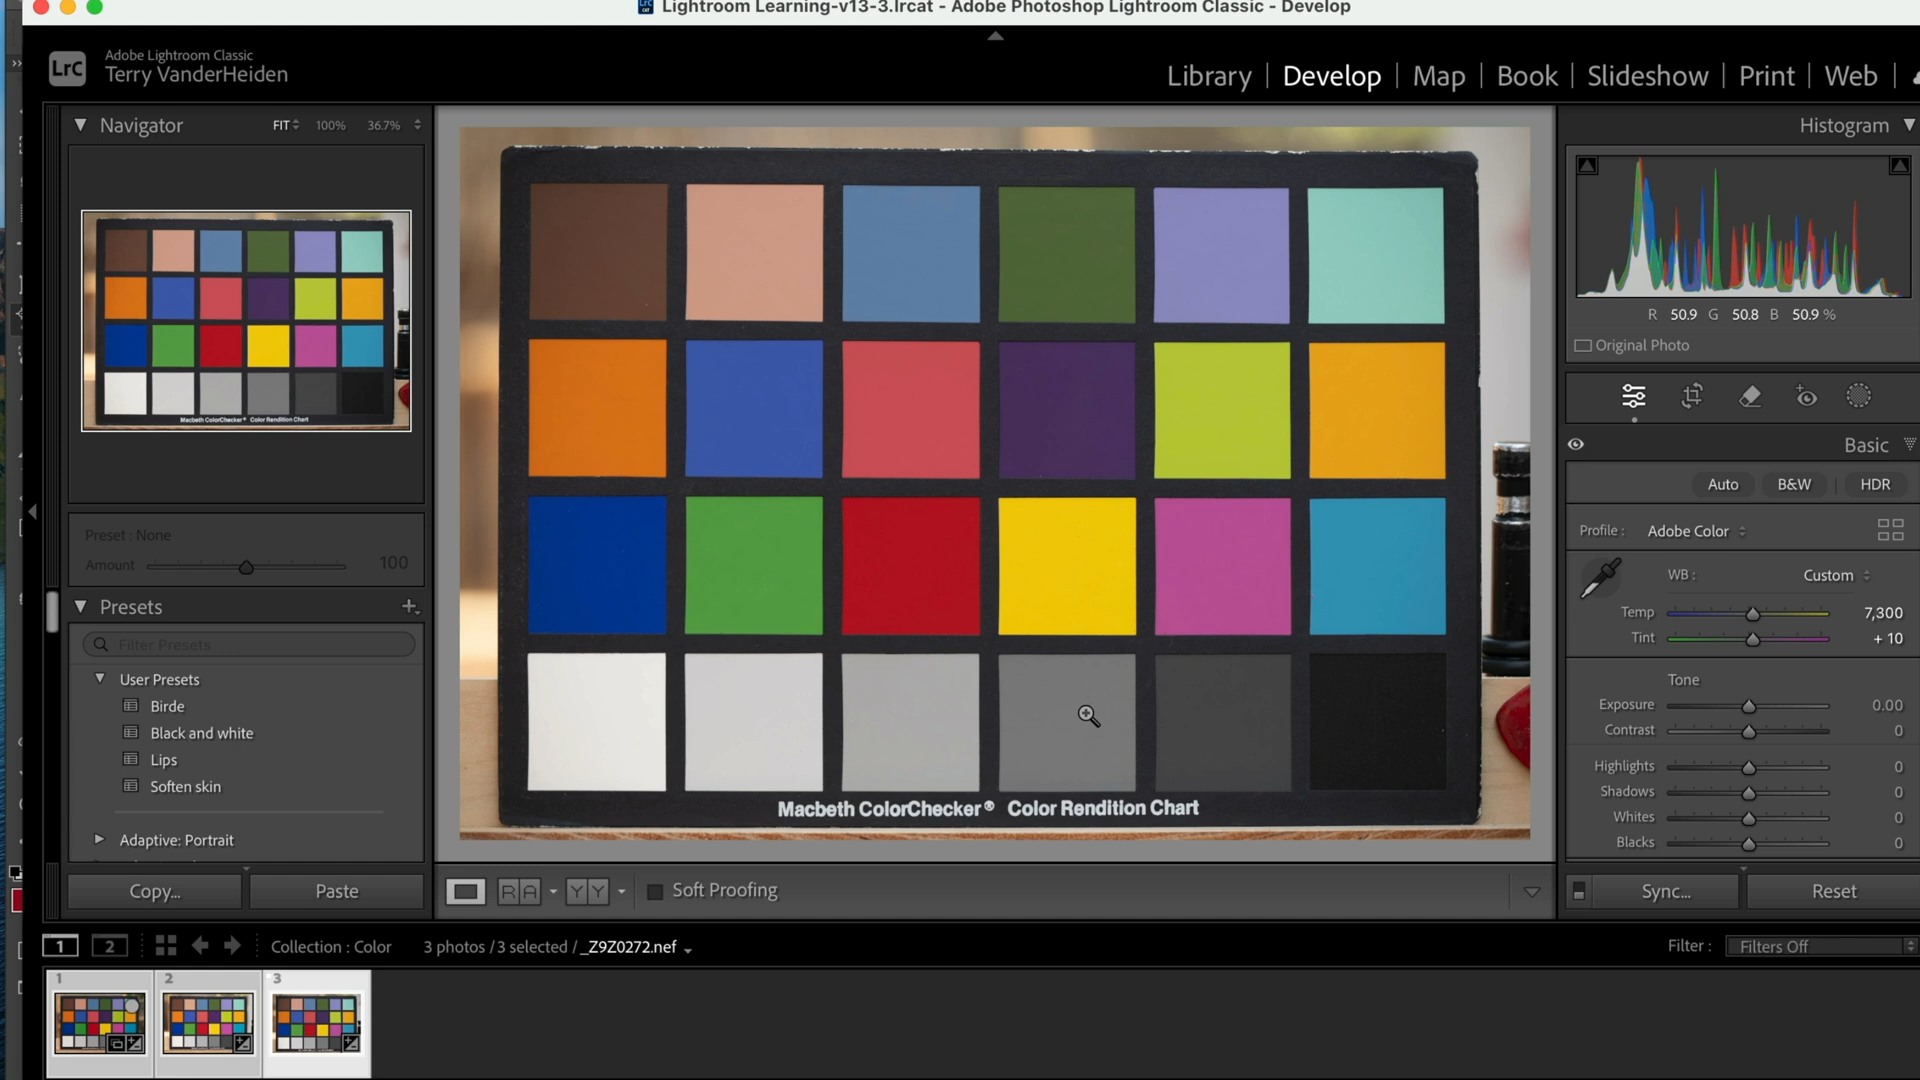 Lightroom Learning-v13-3.lrcat - Adobe Photoshop Lightroom Classic - Develop
LrC
Adobe Lightroom Classic
Terry VanderHeiden
Library | Develop | Map | Book | Slideshow | Print | Web |
Navigator FIT 100% 36.7%
Histogram
R 50.9 G 50.8 B 50.9 %
Original Photo
Basic
Auto B&W HDR
Profile : Adobe Color
WB : Custom
Temp 7,300
Tint + 10
Tone
Exposure 0.00
Contrast 0
Highlights 0
Shadows 0
Whites 0
Blacks 0
Sync... Reset
Preset : None
Amount 100
Presets
Filter Presets
User Presets
Birde
Black and white
Lips
Soften skin
Adaptive: Portrait
Copy... Paste
Macbeth ColorChecker® Color Rendition Chart
Macbeth ColorChecker® Color Rendition Chart
R A Y Y Soft Proofing
1 2 Collection : Color 3 photos / 3 selected / _Z9Z0272.nef
Filter : Filters Off
1 2 3